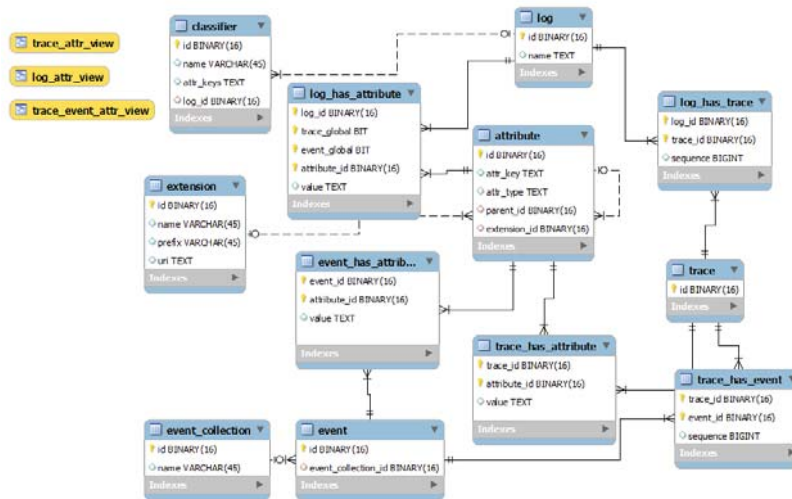 trace_attr_view
log_attr_view
trace_event_attr_view
classifier
id BINARY(16)
name VARCHAR(45)
attr_keys TEXT
log_id BINARY(16)
Indexes
log
id BINARY(16)
name TEXT
Indexes
log_has_attribute
log_id BINARY(16)
trace_global BIT
event_global BIT
attribute_id BINARY(16)
value TEXT
Indexes
log_has_trace
log_id BINARY(16)
trace_id BINARY(16)
sequence BIGINT
Indexes
attribute
id BINARY(16)
attr_key TEXT
attr_type TEXT
parent_id BINARY(16)
extension_id BINARY(16)
Indexes
extension
id BINARY(16)
name VARCHAR(45)
prefix VARCHAR(45)
uri TEXT
Indexes
event_has_attrib...
event_id BINARY(16)
attribute_id BINARY(16)
value TEXT
Indexes
trace
id BINARY(16)
Indexes
trace_has_attribute
trace_id BINARY(16)
attribute_id BINARY(16)
value TEXT
Indexes
trace_has_event
trace_id BINARY(16)
event_id BINARY(16)
sequence BIGINT
Indexes
event_collection
id BINARY(16)
name VARCHAR(45)
Indexes
event
id BINARY(16)
event_collection_id BINARY(16)
Indexes